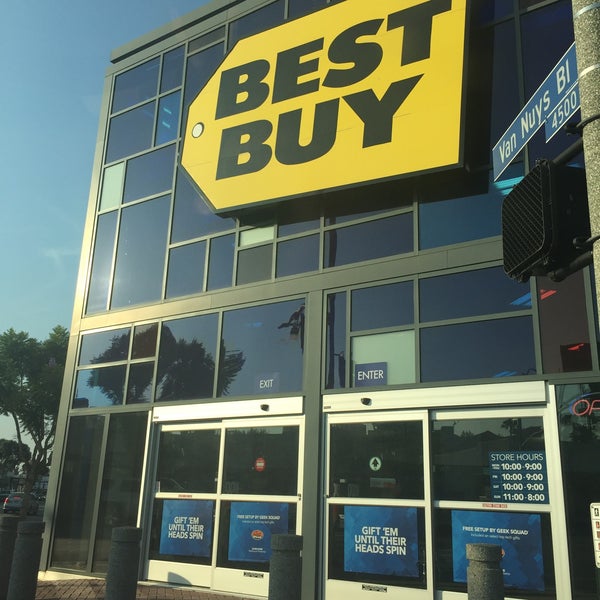 BEST
BUY
Van Nuys Bl
4500
EXIT
ENTER
STORE HOURS
10:00-9:00
10:00-9:00
10:00-9:00
11:00-8:00
GIFT 'EM
UNTIL THEIR
HEADS SPIN
FREE SETUP BY GEEK SQUAD
GIFT 'EM
UNTIL THEIR
HEADS SPIN
FREE SETUP BY GEEK SQUAD